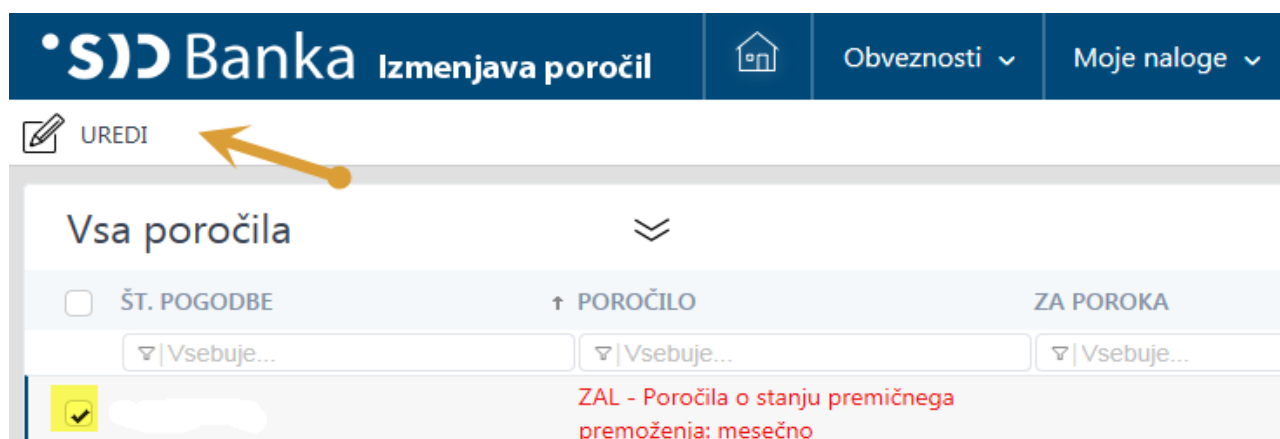 SID Banka Izmenjava poročil
Obveznosti
Moje naloge
UREDI
Vsa poročila
ŠT. POGODBE
POROČILO
ZA POROKA
Vsebuje...
Vsebuje...
Vsebuje...
ZAL - Poročila o stanju premičnega
premoženja: mesečno